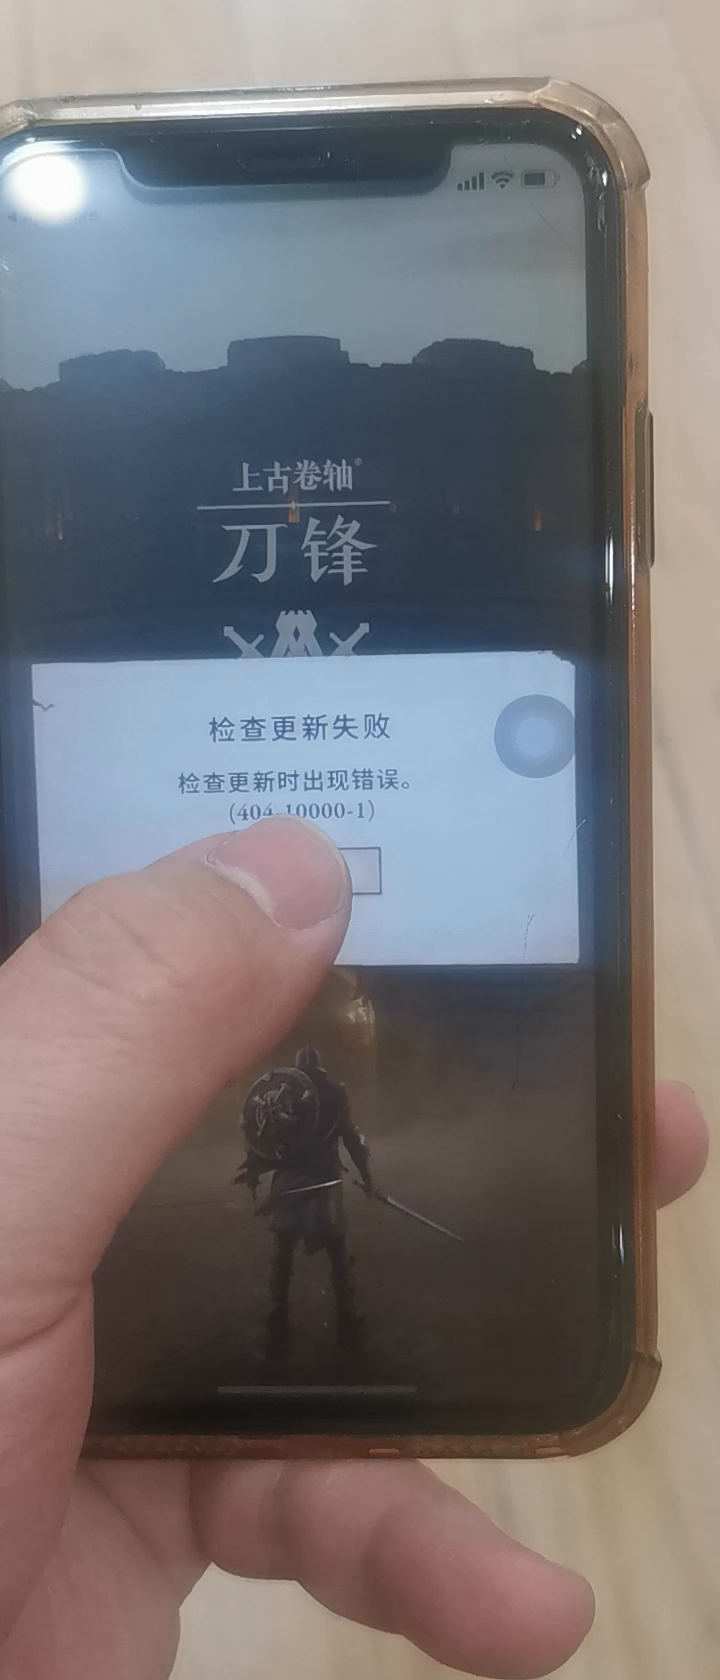 上古卷轴®
刀锋
检查更新失败
检查更新时出现错误。
(404-10000-1)